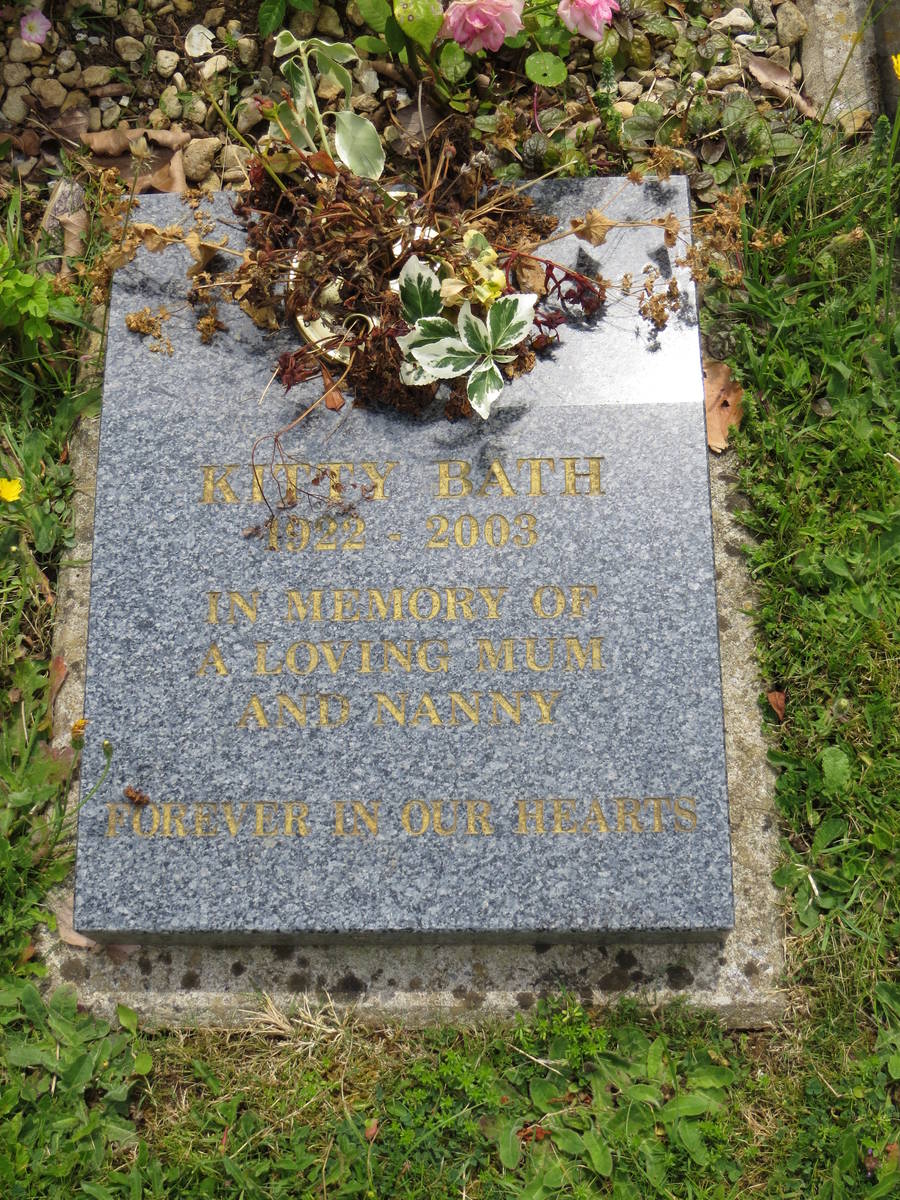 KITTY BATH
1922 - 2003
IN MEMORY OF
A LOVING MUM
AND NANNY
FOREVER IN OUR HEARTS